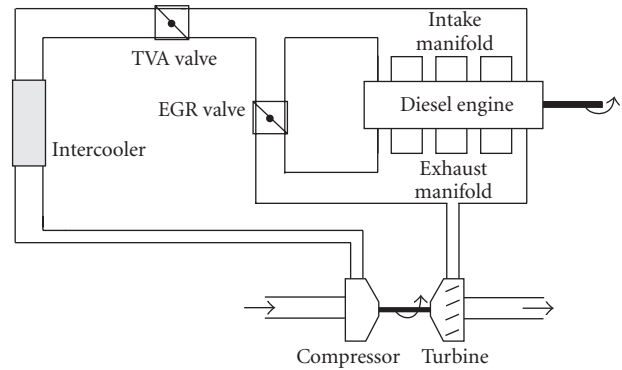 Intake
manifold
TVA valve
EGR valve
Diesel engine
Intercooler
Exhaust
manifold
Compressor
Turbine